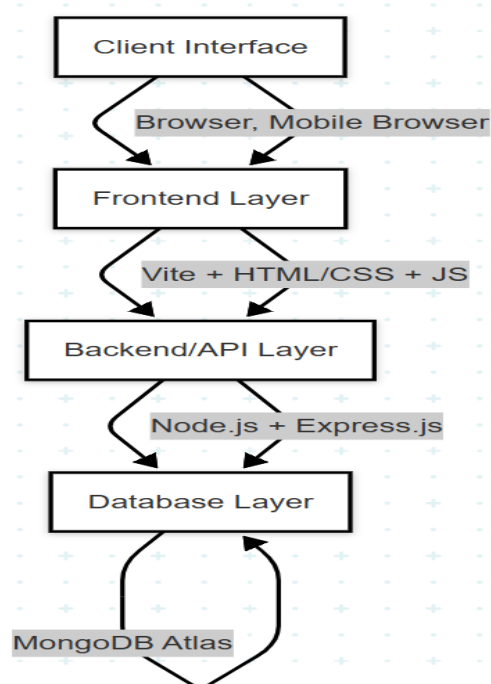 Client Interface
Browser, Mobile Browser
Frontend Layer
Vite + HTML/CSS + JS
Backend/API Layer
Node.js + Express.js
Database Layer
MongoDB Atlas